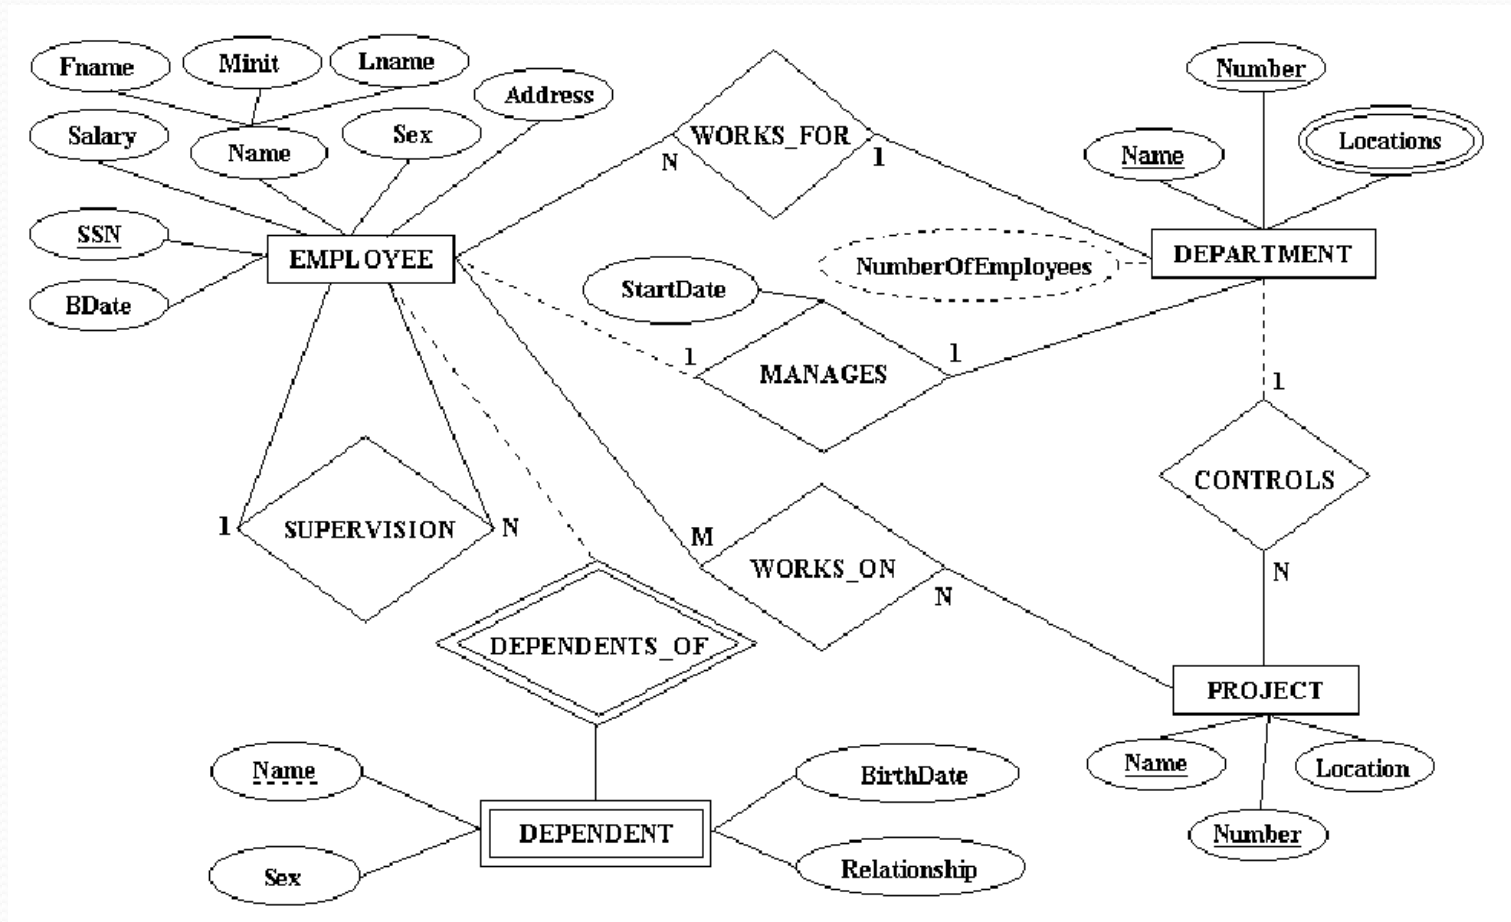 Fname
Minit
Lname
Address
Salary
Name
Sex
SSN
BDate
EMPLOYEE
N
WORKS_FOR
1
Number
Name
Locations
DEPARTMENT
NumberOfEmployees
StartDate
1
MANAGES
1
1
CONTROLS
N
1
SUPERVISION
N
M
WORKS_ON
N
DEPENDENTS_OF
PROJECT
Name
Number
Location
Name
Sex
DEPENDENT
BirthDate
Relationship